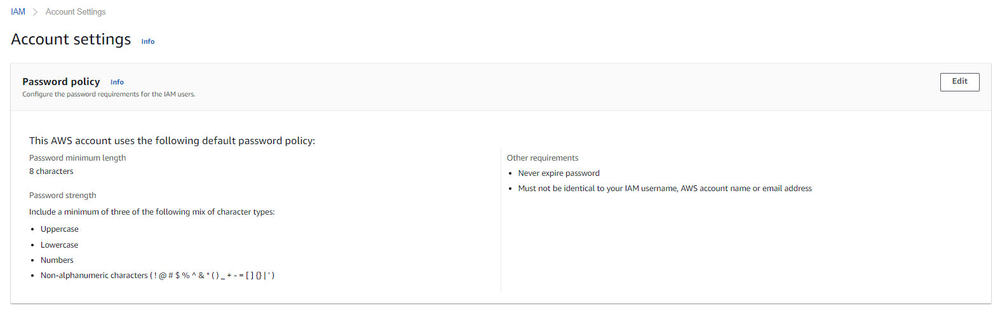 IAM > Account Settings
Account settings Info
Password policy Info
Edit
Configure the password requirements for the IAM users.
This AWS account uses the following default password policy:
Password minimum length
8 characters
Password strength
Include a minimum of three of the following mix of character types:
• Uppercase
• Lowercase
• Numbers
• Non-alphanumeric characters ( ! @ # $ % ^ & * ( ) _ + - = [ ] {} | ' )
Other requirements
• Never expire password
• Must not be identical to your IAM username, AWS account name or email address